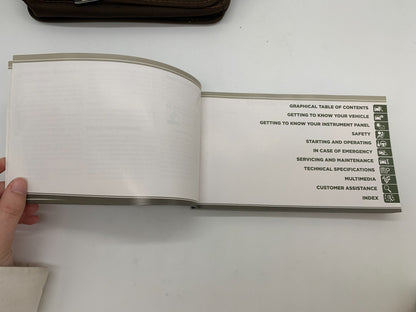 GRAPHICAL TABLE OF CONTENTS
GETTING TO KNOW YOUR VEHICLE
GETTING TO KNOW YOUR INSTRUMENT PANEL
SAFETY
STARTING AND OPERATING
IN CASE OF EMERGENCY
SERVICING AND MAINTENANCE
TECHNICAL SPECIFICATIONS
MULTIMEDIA
CUSTOMER ASSISTANCE
INDEX